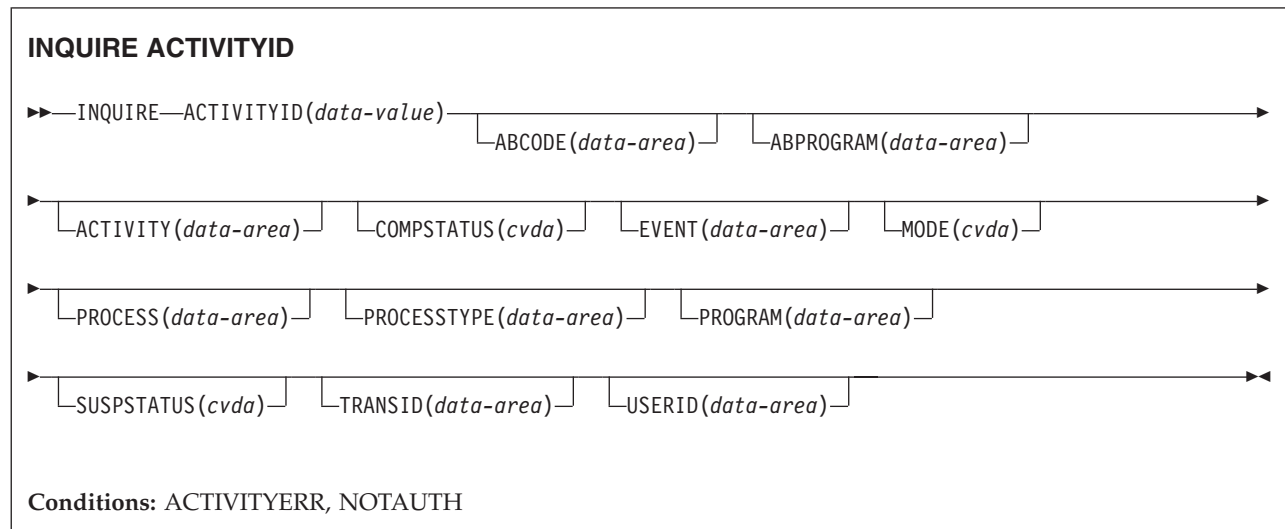 INQUIRE ACTIVITYID
INQUIRE ACTIVITYID(data-value)
ABCODE(data-area) ABPROGRAM(data-area)
ACTIVITY(data-area) COMPSTATUS(cvda) EVENT(data-area) MODE(cvda)
PROCESS(data-area) PROCESSTYPE(data-area) PROGRAM(data-area)
SUSPSTATUS(cvda) TRANSID(data-area) USERID(data-area)
Conditions: ACTIVITYERR, NOTAUTH